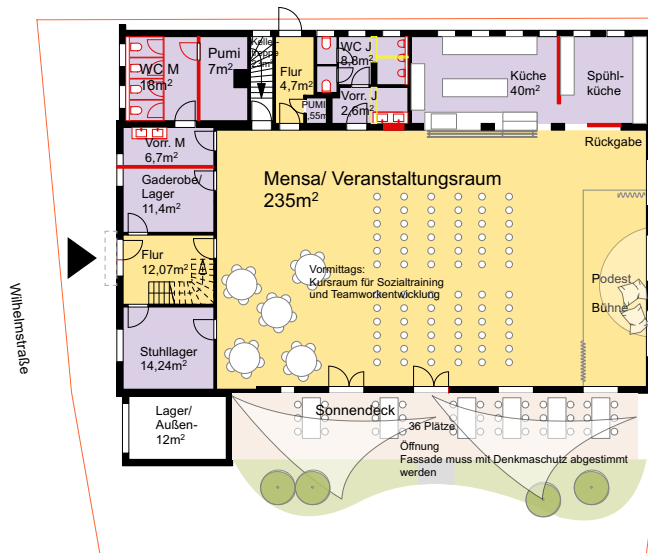 WC M
18m²
Pumi
7m²
Keller-
treppe
Flur
4,7m²
WC J
8,8m²
PUMI
,55m²
Vorr. J
2,6m²
Küche
40m²
Spühl-
küche
Rückgabe
Vorr. M
6,7m²
Gaderobe/
Lager
11,4m²
Mensa/ Veranstaltungsraum
235m²
Flur
12,07m²
Vormittags:
Kursraum für Sozialtraining
und Teamworkentwicklung
Podest
Bühne
Wilhelmstraße
Stuhllager
14,24m²
Lager/
Außen-
12m²
Sonnendeck
36 Plätze
Öffnung
Fassade muss mit Denkmaschutz abgestimmt
werden